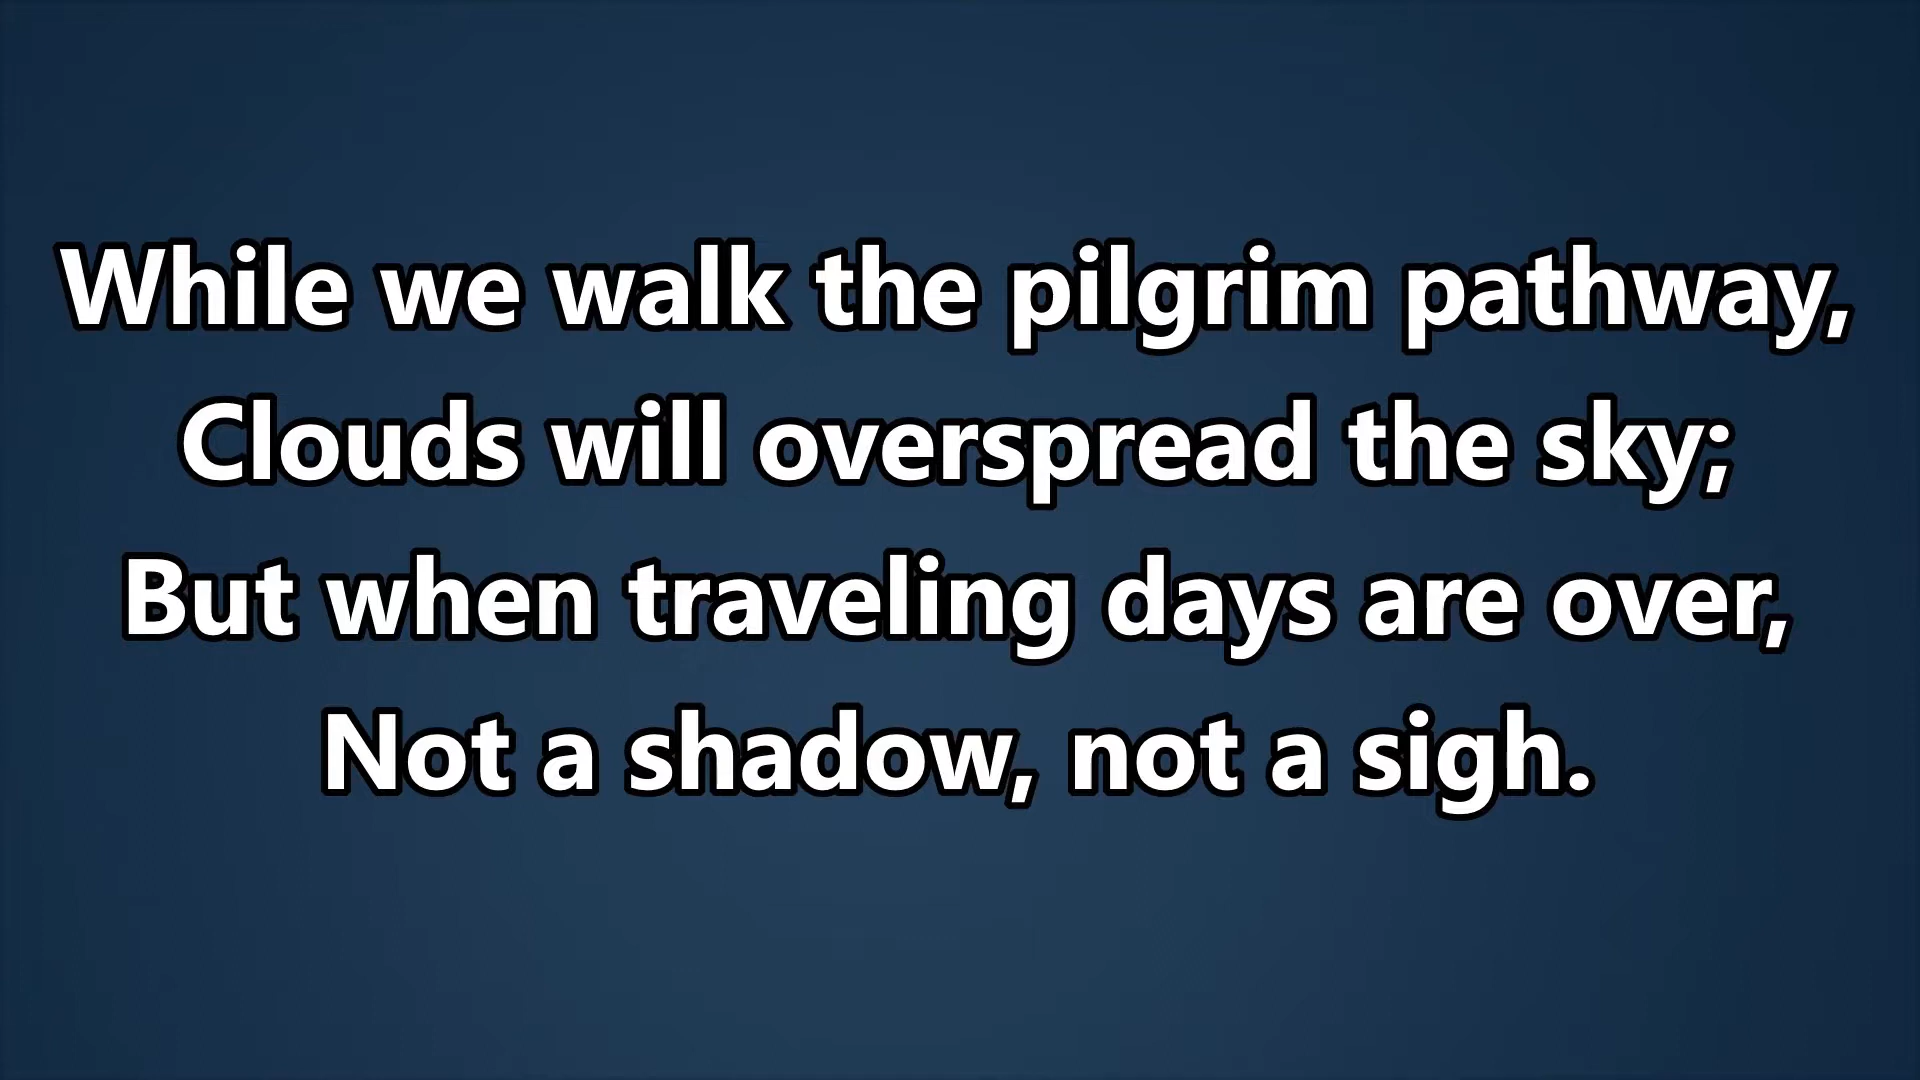 While we walk the pilgrim pathway,
Clouds will overspread the sky;
But when traveling days are over,
Not a shadow, not a sigh.